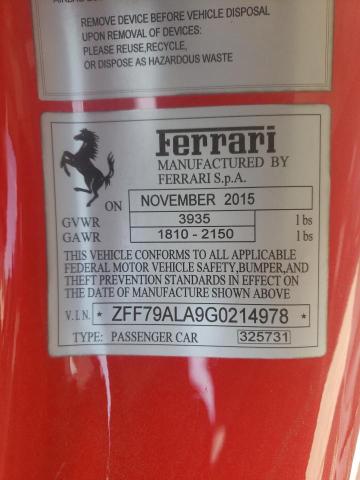 REMOVE DEVICE BEFORE VEHICLE DISPOSAL
UPON REMOVAL OF DEVICES:
PLEASE REUSE,RECYCLE,
OR DISPOSE AS HAZARDOUS WASTE
Ferrari
MANUFACTURED BY
FERRARI S.p.A.
ON NOVEMBER 2015
GVWR 3935 lbs
GAWR 1810 - 2150 lbs
THIS VEHICLE CONFORMS TO ALL APPLICABLE
FEDERAL MOTOR VEHICLE SAFETY,BUMPER,AND
THEFT PREVENTION STANDARDS IN EFFECT ON
THE DATE OF MANUFACTURE SHOWN ABOVE
V.I.N. * ZFF79ALA9G0214978 *
TYPE: PASSENGER CAR 325731